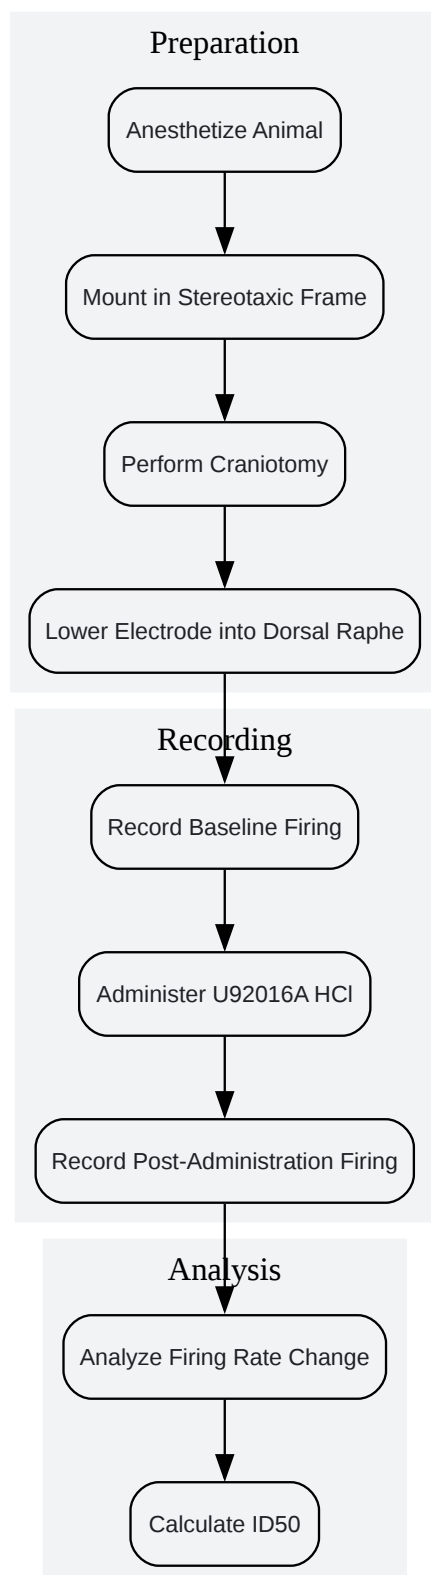 Preparation
Anesthetize Animal
Mount in Stereotaxic Frame
Perform Craniotomy
Lower Electrode into Dorsal Raphe
Recording
Record Baseline Firing
Administer U92016A HCl
Record Post-Administration Firing
Analysis
Analyze Firing Rate Change
Calculate ID50